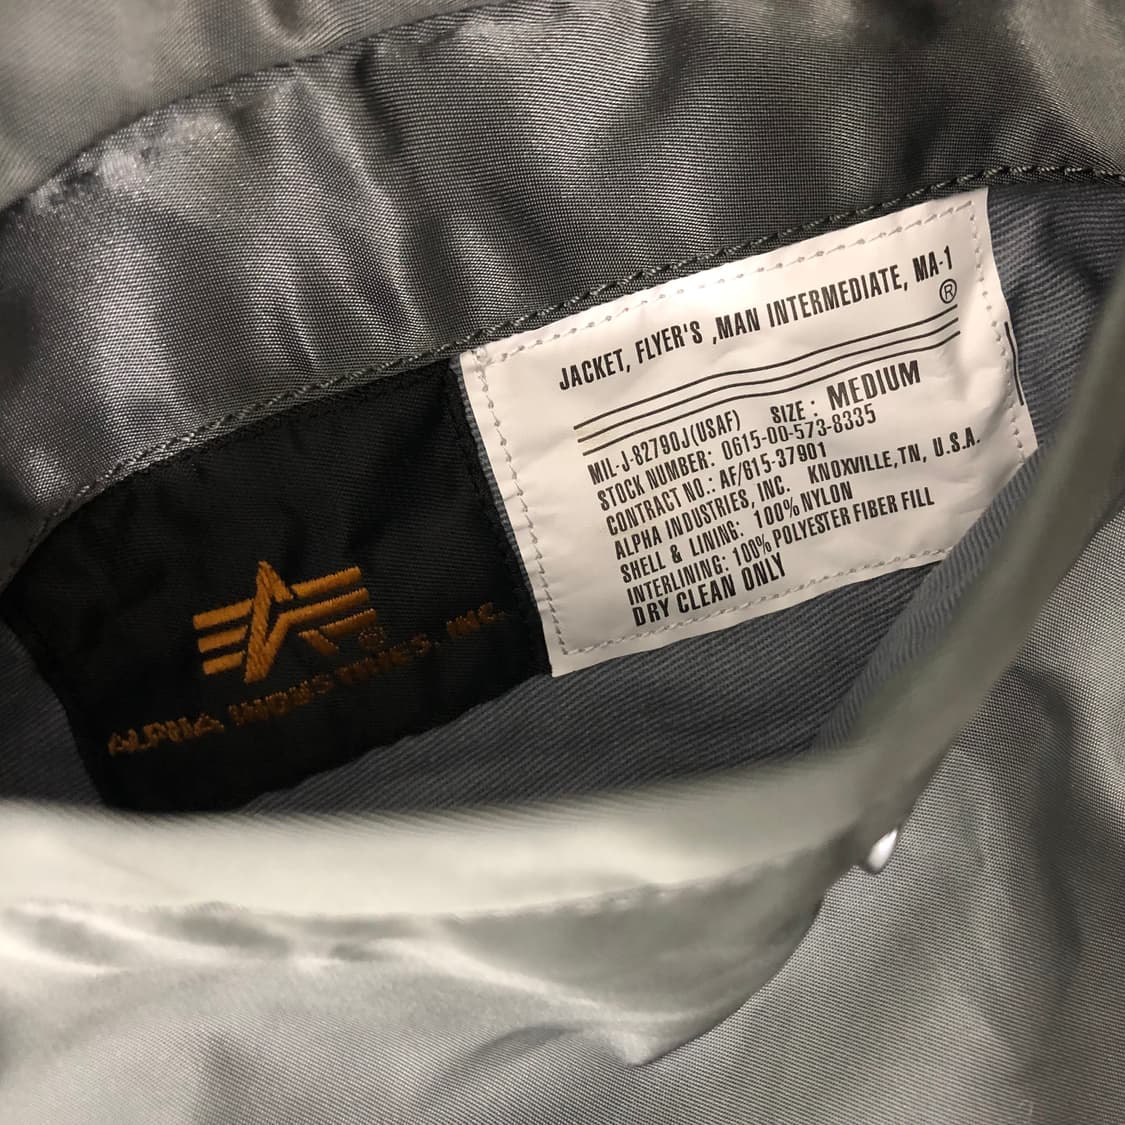 JACKET, FLYER'S ,MAN INTERMEDIATE, MA-1
®
MIL-J-82790J(USAF) SIZE: MEDIUM
STOCK NUMBER: 0615-00-573-8335
CONTRACT NO.: AF/615-37901
ALPHA INDUSTRIES, INC. KNOXVILLE, TN, U.S.A.
SHELL & LINING: 100% NYLON
INTERLINING: 100% POLYESTER FIBER FILL
DRY CLEAN ONLY
®
ALPHA INDUSTRIES, INC.